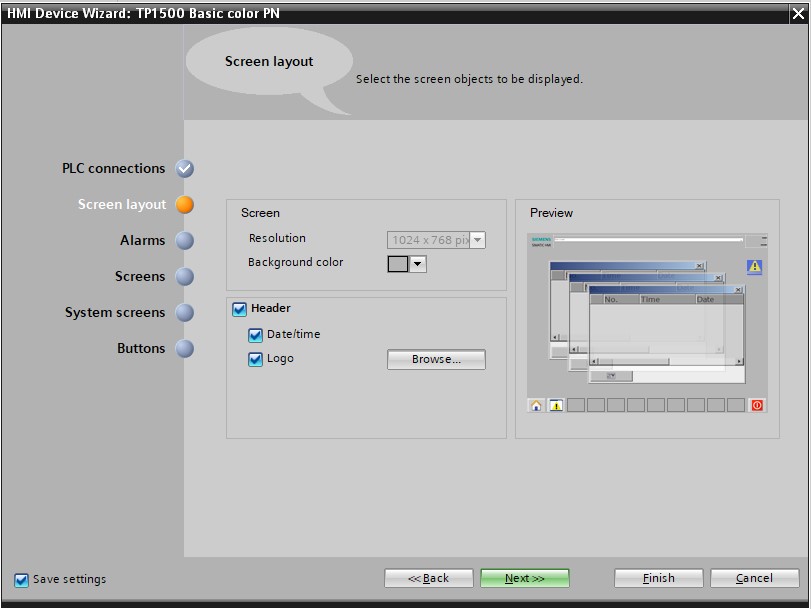 HMI Device Wizard: TP1500 Basic color PN
Screen layout
Select the screen objects to be displayed.
PLC connections
Screen layout
Alarms
Screens
System screens
Buttons
Screen
Resolution
1024 x 768 pix
Background color
Header
Date/time
Logo
Browse...
Preview
SIEMENS
SIMATIC HMI
No. Time Date
Save settings
<< Back
Next >>
Finish
Cancel